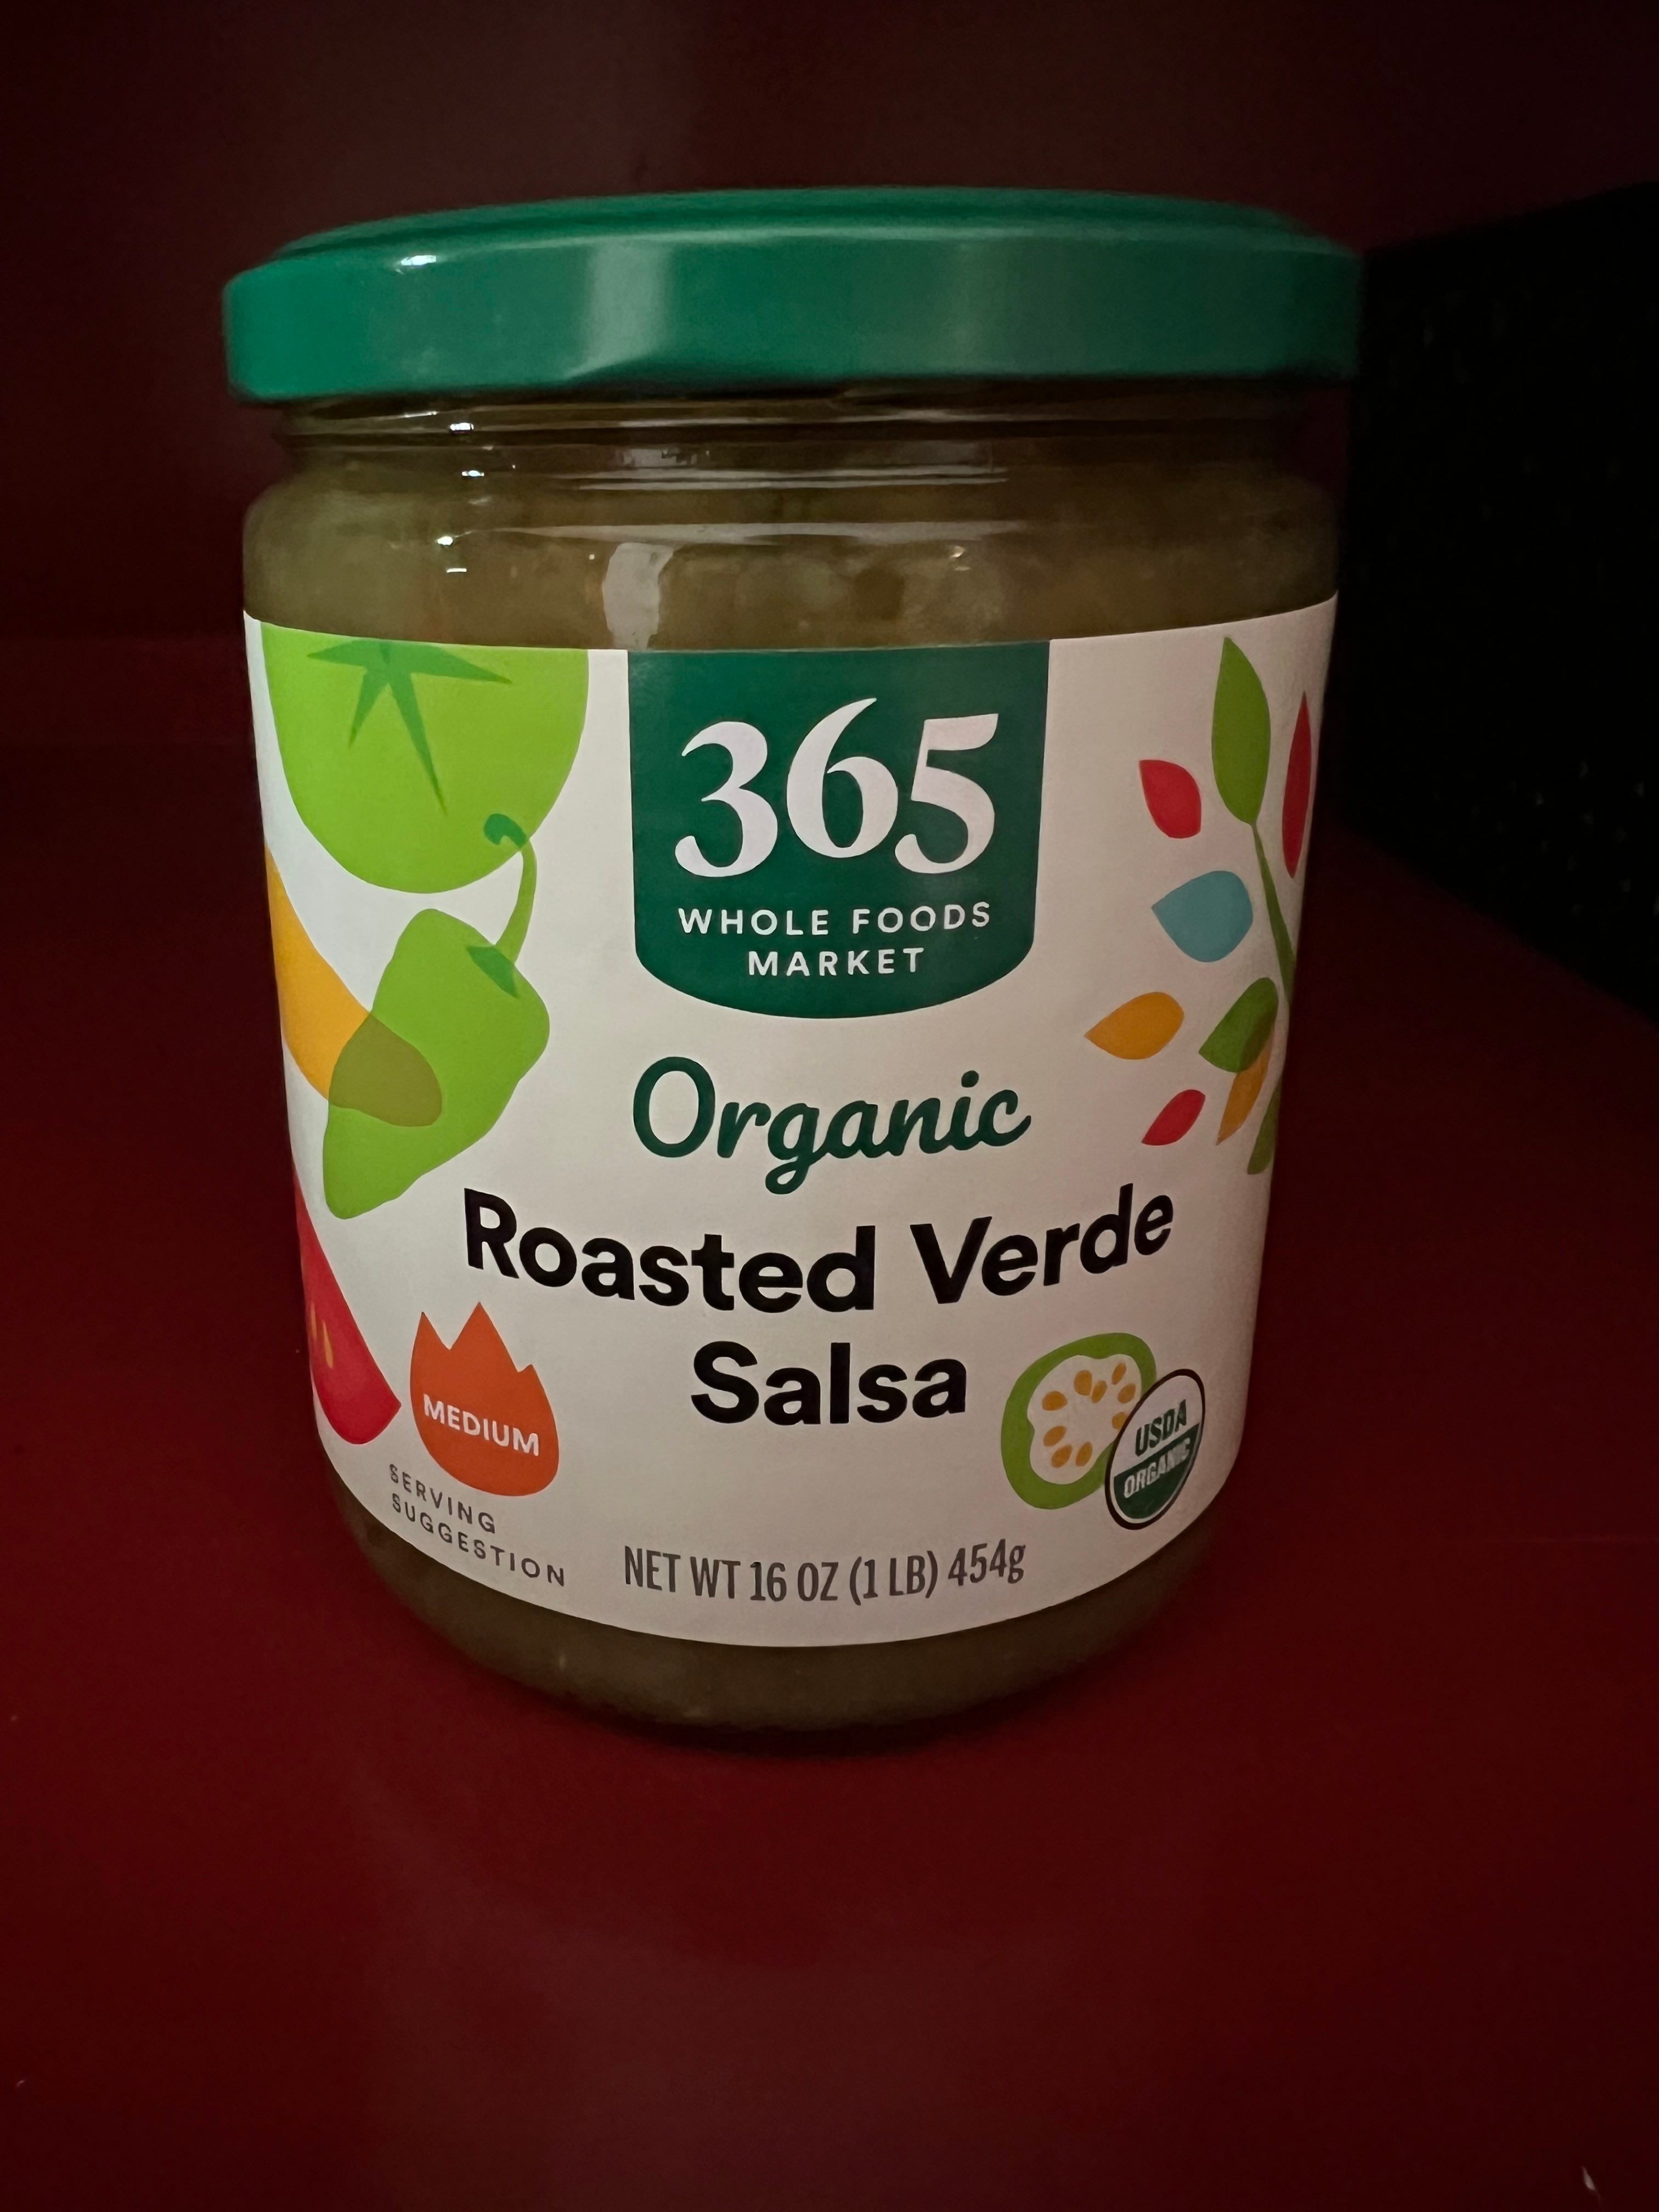 365
WHOLE FOODS
MARKET
Organic
Roasted Verde
Salsa
MEDIUM
SERVING
SUGGESTION
USDA
ORGANIC
NET WT 16 OZ (1 LB) 454g